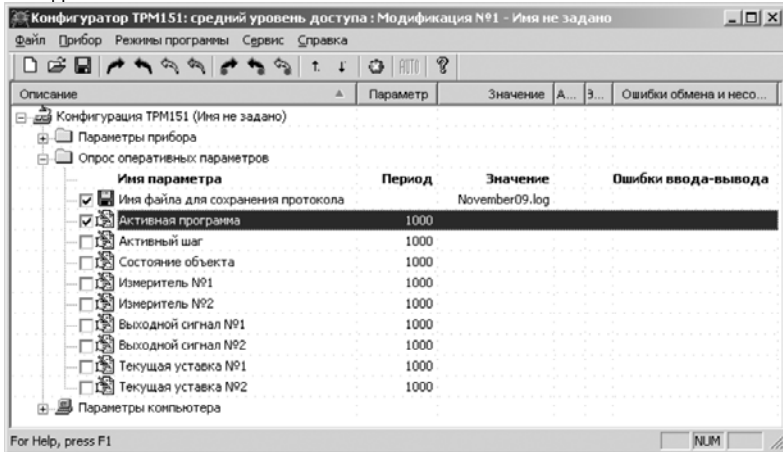 Конфигуратор ТРМ151: средний уровень доступа : Модификация №1 - Имя не задано
Файл Прибор Режимы программы Сервис Справка
AUTO
Описание Параметр Значение А... З... Ошибки обмена и несо...
Конфигурация ТРМ151 (Имя не задано)
Параметры прибора
Опрос оперативных параметров
Имя параметра Период Значение Ошибки ввода-вывода
Имя файла для сохранения протокола November09.log
Активная программа 1000
Активный шаг 1000
Состояние объекта 1000
Измеритель №1 1000
Измеритель №2 1000
Выходной сигнал №1 1000
Выходной сигнал №2 1000
Текущая уставка №1 1000
Текущая уставка №2 1000
Параметры компьютера
For Help, press F1 NUM